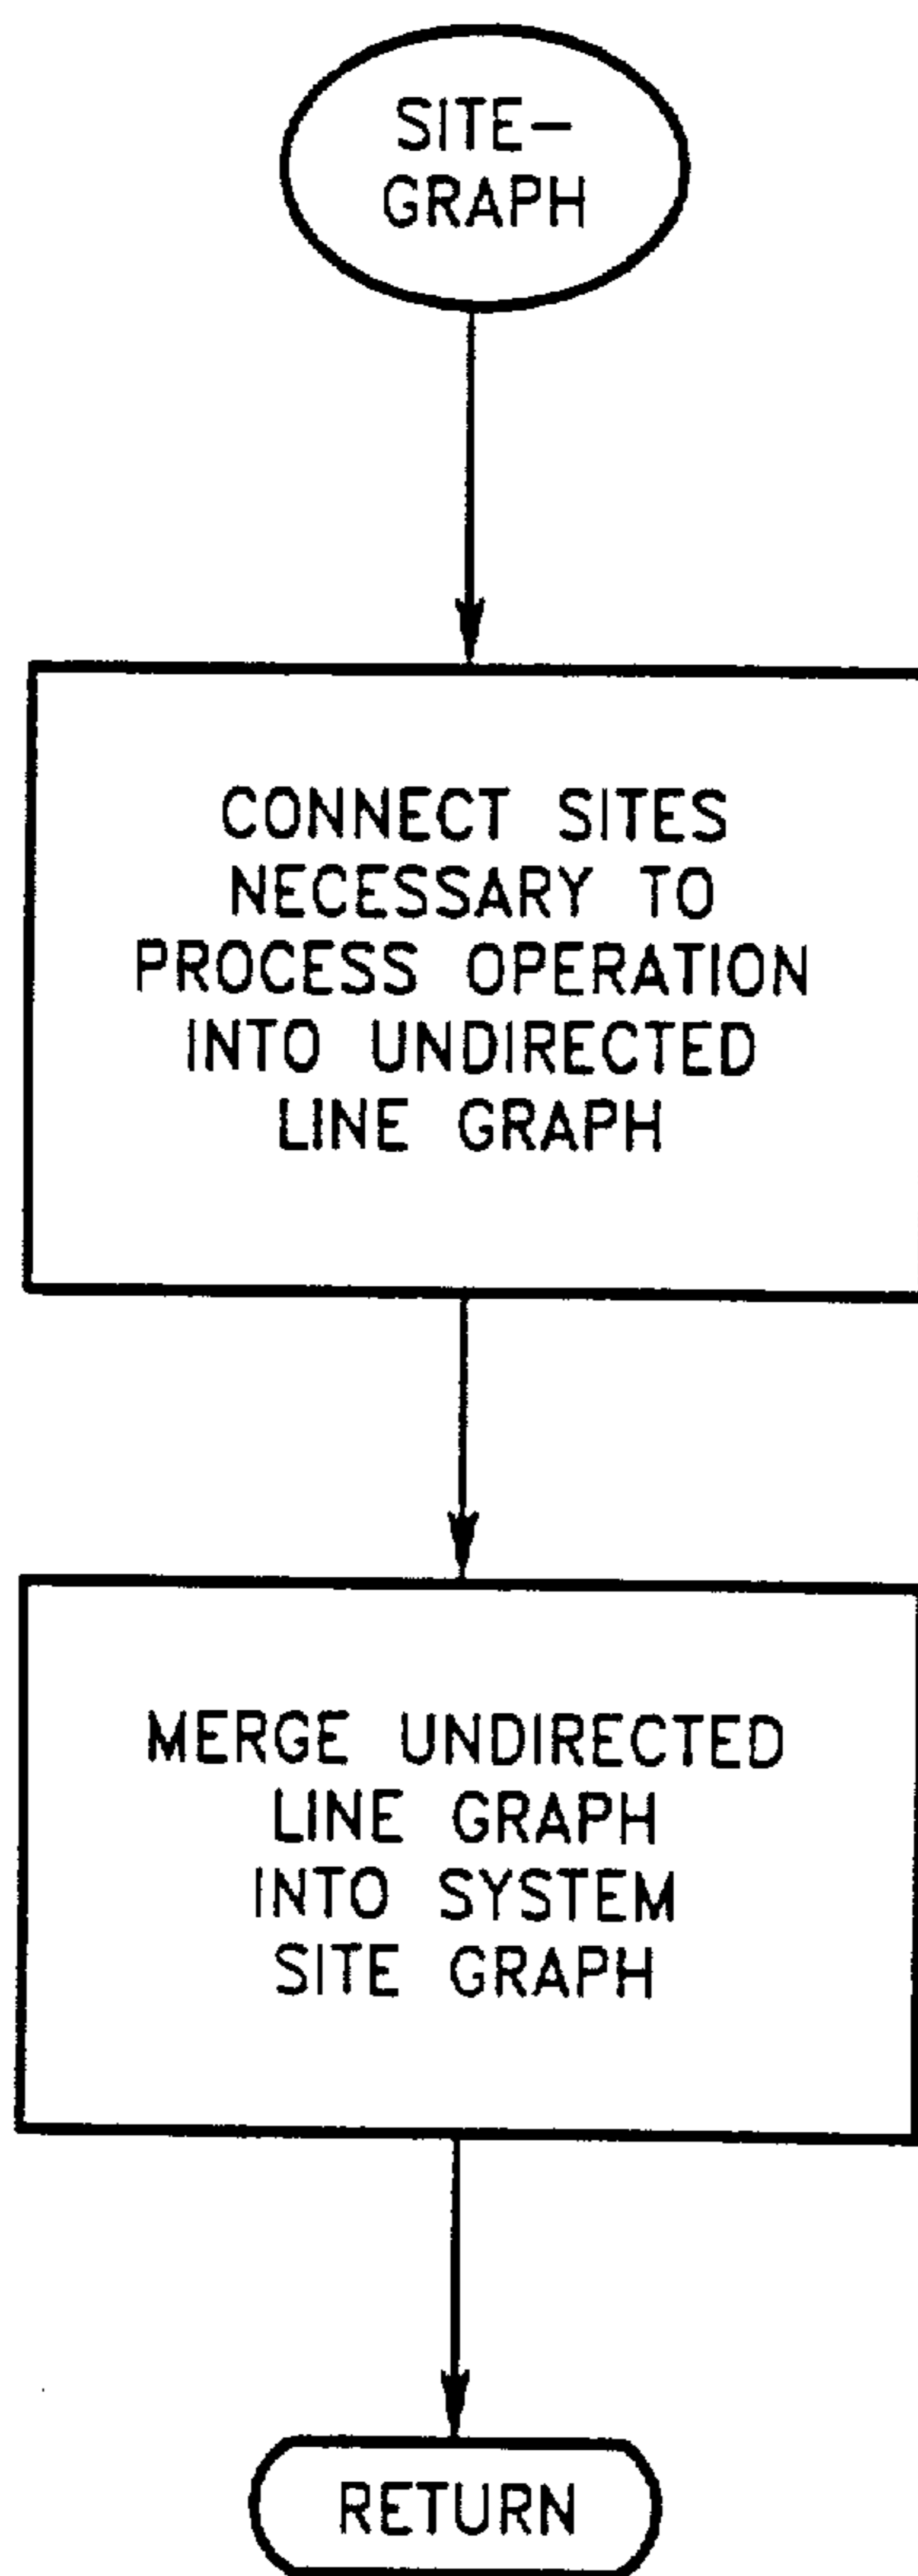 SITE-
GRAPH
CONNECT SITES
NECESSARY TO
PROCESS OPERATION
INTO UNDIRECTED
LINE GRAPH
MERGE UNDIRECTED
LINE GRAPH
INTO SYSTEM
SITE GRAPH
RETURN